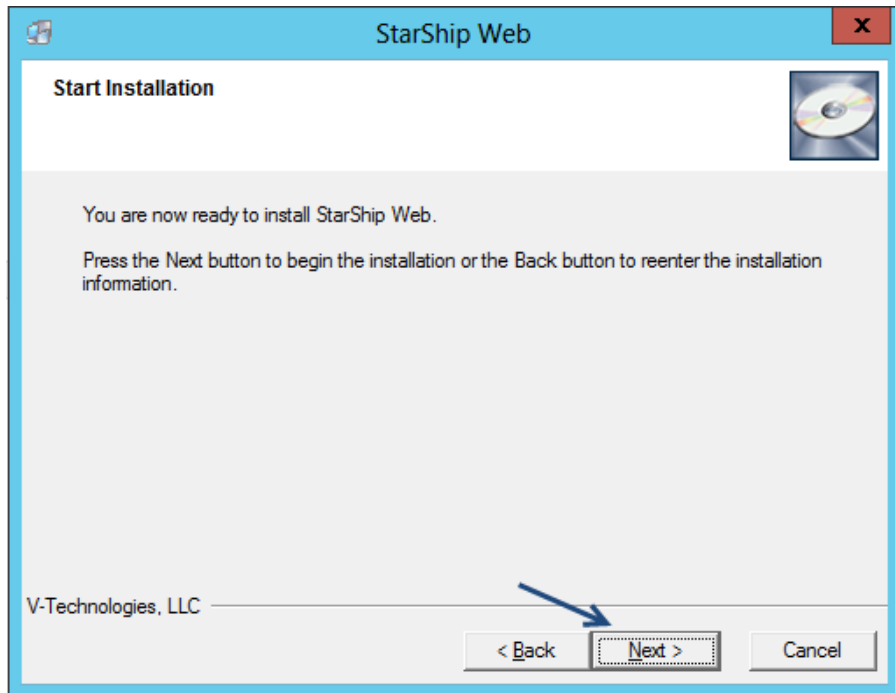 StarShip Web
x
Start Installation
You are now ready to install StarShip Web.
Press the Next button to begin the installation or the Back button to reenter the installation
information.
V-Technologies, LLC
< Back
Next >
Cancel